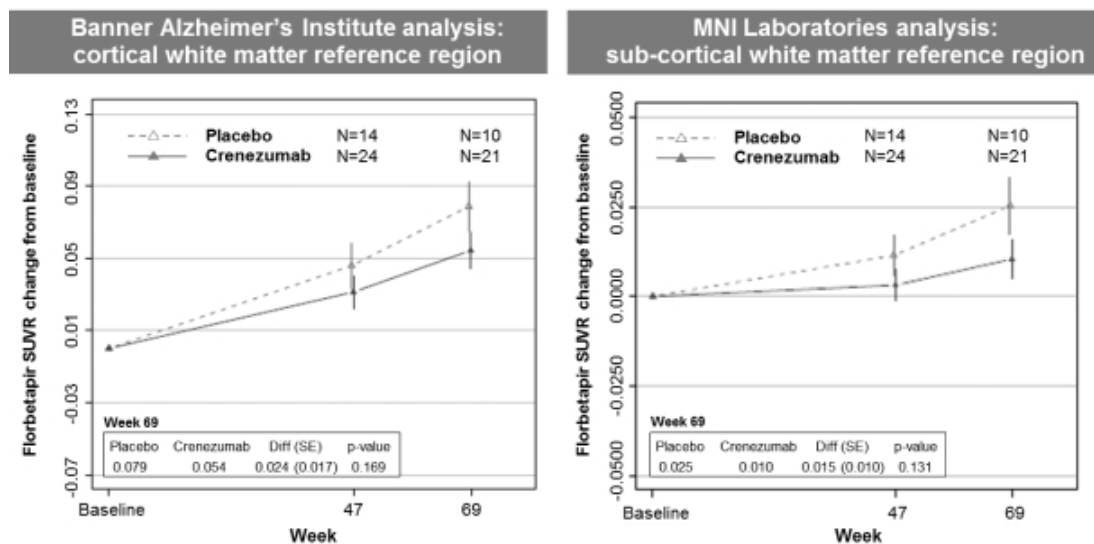 Banner Alzheimer's Institute analysis:
cortical white matter reference region
Florbetapir SUVR change from baseline
0.13
0.09
0.05
0.01
-0.03
-0.07
Placebo N=14 N=10
Crenezumab N=24 N=21
Week 69
Placebo Crenezumab Diff (SE) p-value
0.079 0.054 0.024 (0.017) 0.169
Baseline 47 69
Week
MNI Laboratories analysis:
sub-cortical white matter reference region
Florbetapir SUVR change from baseline
0.0500
0.0250
0.0000
-0.0250
-0.0500
Placebo N=14 N=10
Crenezumab N=24 N=21
Week 69
Placebo Crenezumab Diff (SE) p-value
0.025 0.010 0.015 (0.010) 0.131
Baseline 47 69
Week